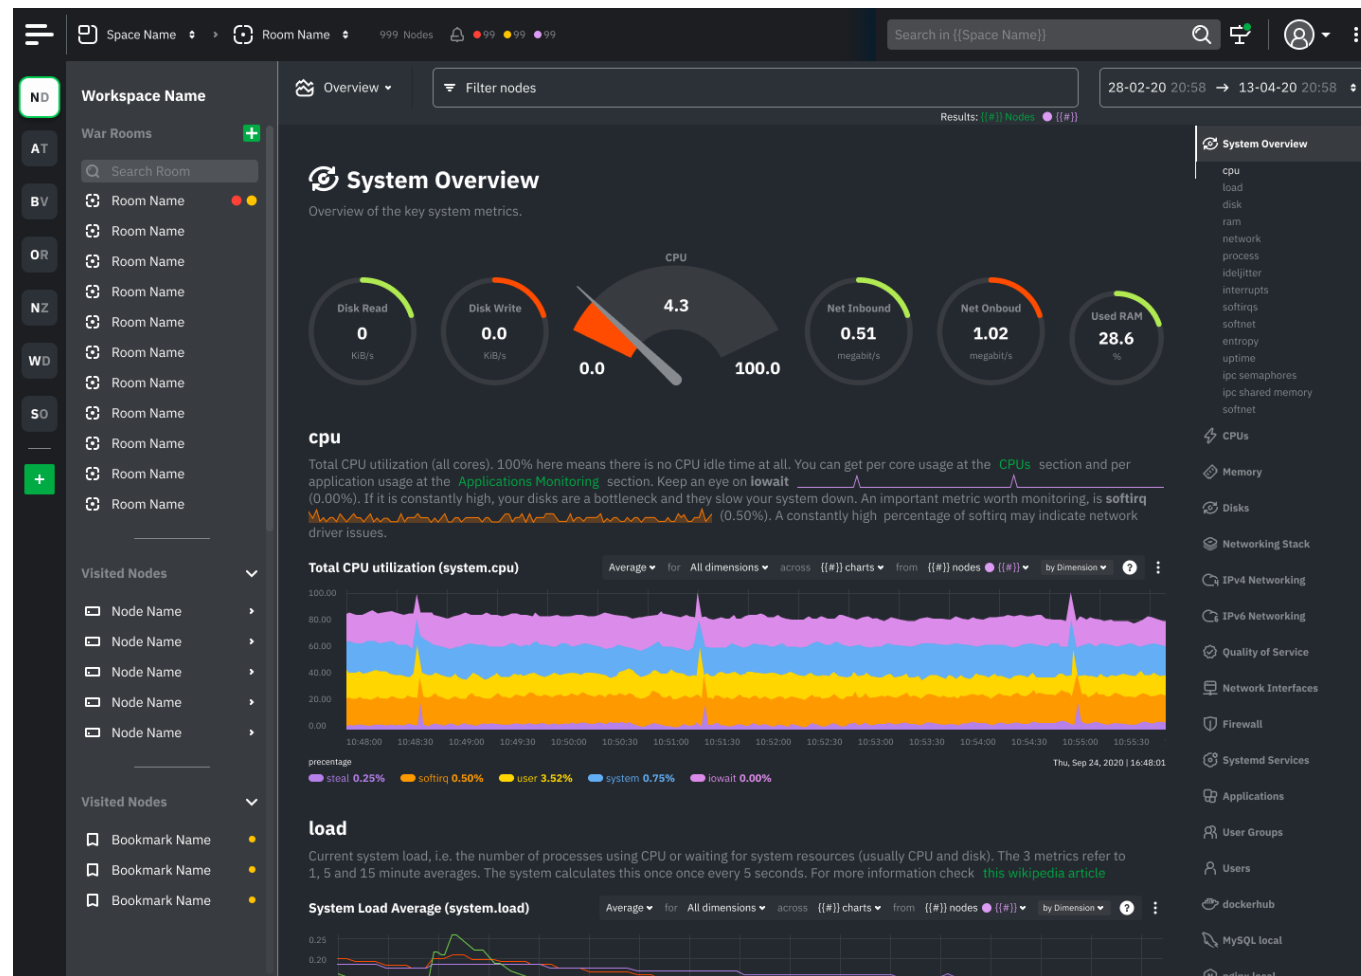 Space Name
Room Name
999 Nodes
99
99
99
Search in {{Space Name}}
ND
AT
BV
OR
NZ
WD
SO
+
Workspace Name
War Rooms
Search Room
Room Name
Room Name
Room Name
Room Name
Room Name
Room Name
Room Name
Room Name
Room Name
Room Name
Room Name
Visited Nodes
Node Name
Node Name
Node Name
Node Name
Node Name
Visited Nodes
Bookmark Name
Bookmark Name
Bookmark Name
Overview
Filter nodes
28-02-20 20:58 → 13-04-20 20:58
Results: {{#}} Nodes {{#}}
System Overview
Overview of the key system metrics.
Disk Read
0
KiB/s
Disk Write
0.0
KiB/s
CPU
4.3
0.0
100.0
Net Inbound
0.51
megabit/s
Net Onboud
1.02
megabit/s
Used RAM
28.6
%
cpu
Total CPU utilization (all cores). 100% here means there is no CPU idle time at all. You can get per core usage at the CPUs section and per
application usage at the Applications Monitoring section. Keep an eye on iowait
(0.00%). If it is constantly high, your disks are a bottleneck and they slow your system down. An important metric worth monitoring, is softirq
(0.50%). A constantly high percentage of softirq may indicate network
driver issues.
Total CPU utilization (system.cpu)
Average for All dimensions across {{#}} charts from {{#}} nodes {{#}} by Dimension ?
100.00
80.00
60.00
40.00
20.00
0.00
10:48:00 10:48:30 10:49:00 10:49:30 10:50:00 10:50:30 10:51:00 10:51:30 10:52:00 10:52:30 10:53:00 10:53:30 10:54:00 10:54:30 10:55:00 10:55:30
precentage
Thu, Sep 24, 2020 | 16:48:01
steal 0.25% softirq 0.50% user 3.52% system 0.75% iowait 0.00%
load
Current system load, i.e. the number of processes using CPU or waiting for system resources (usually CPU and disk). The 3 metrics refer to
1, 5 and 15 minute averages. The system calculates this once once every 5 seconds. For more information check this wikipedia article
System Load Average (system.load)
Average for All dimensions across {{#}} charts from {{#}} nodes {{#}} by Dimension ?
0.25
0.20
System Overview
cpu
load
disk
ram
network
process
ideljitter
interrupts
softirqs
softnet
entropy
uptime
ipc semaphores
ipc shared memory
softnet
CPUs
Memory
Disks
Networking Stack
IPv4 Networking
IPv6 Networking
Quality of Service
Network Interfaces
Firewall
Systemd Services
Applications
User Groups
Users
dockerhub
MySQL local
nginx local